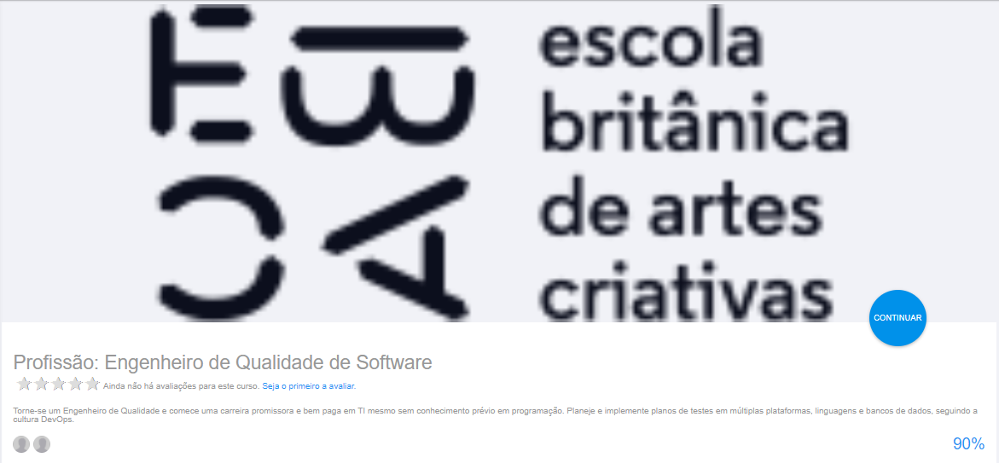 EBAC
escola
britânica
de artes
criativas
CONTINUAR
Profissão: Engenheiro de Qualidade de Software
Ainda não há avaliações para este curso. Seja o primeiro a avaliar.
Torne-se um Engenheiro de Qualidade e comece uma carreira promissora e bem paga em TI mesmo sem conhecimento prévio em programação. Planeje e implemente planos de testes em múltiplas plataformas, linguagens e bancos de dados, seguindo a
cultura DevOps.
90%